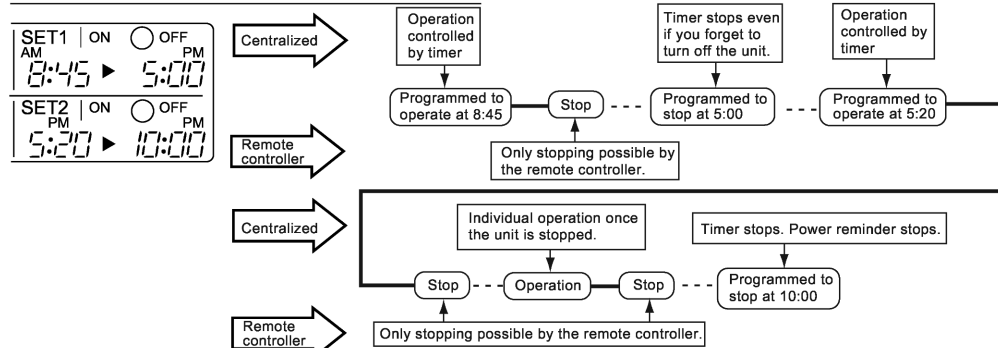 SET1 ON OFF
AM PM
8:45 ▶ 5:00
SET2 ON OFF
PM PM
5:20 ▶ 10:00
Centralized
Operation
controlled
by timer
Timer stops even
if you forget to
turn off the unit.
Operation
controlled by
timer
Programmed to
operate at 8:45
Stop
Programmed to
stop at 5:00
Programmed to
operate at 5:20
Remote
controller
Only stopping possible by
the remote controller.
Centralized
Individual operation once
the unit is stopped.
Timer stops. Power reminder stops.
Stop
Operation
Stop
Programmed to
stop at 10:00
Remote
controller
Only stopping possible by the remote controller.